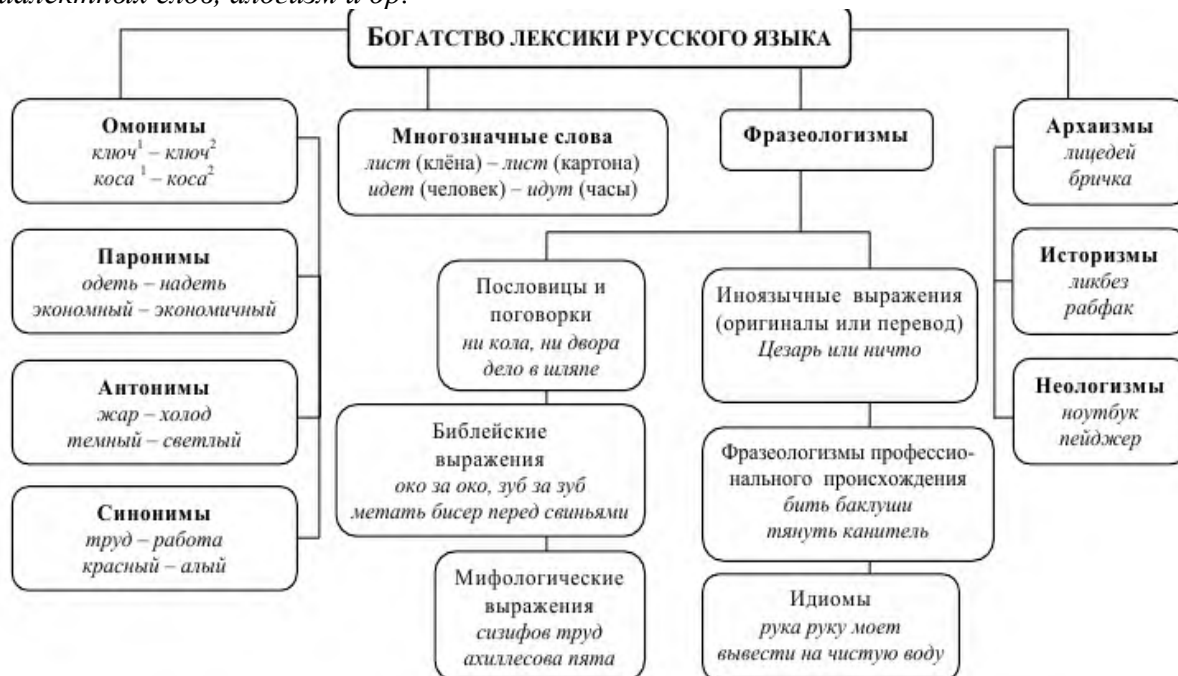 диалектных слов, алогизм и др.
БОГАТСТВО ЛЕКСИКИ РУССКОГО ЯЗЫКА
Омонимы
ключ¹ – ключ²
коса ¹ – коса²
Паронимы
одеть – надеть
экономный – экономичный
Антонимы
жар – холод
темный – светлый
Синонимы
труд – работа
красный – алый
Многозначные слова
лист (клёна) – лист (картона)
идет (человек) – идут (часы)
Фразеологизмы
Пословицы и
поговорки
ни кола, ни двора
дело в шляпе
Библейские
выражения
око за око, зуб за зуб
метать бисер перед свиньями
Мифологические
выражения
сизифов труд
ахиллесова пята
Иноязычные выражения
(оригиналы или перевод)
Цезарь или ничто
Фразеологизмы профессио-
нального происхождения
бить баклуши
тянуть канитель
Идиомы
рука руку моет
вывести на чистую воду
Архаизмы
лицедей
бричка
Историзмы
ликбез
рабфак
Неологизмы
ноутбук
пейджер